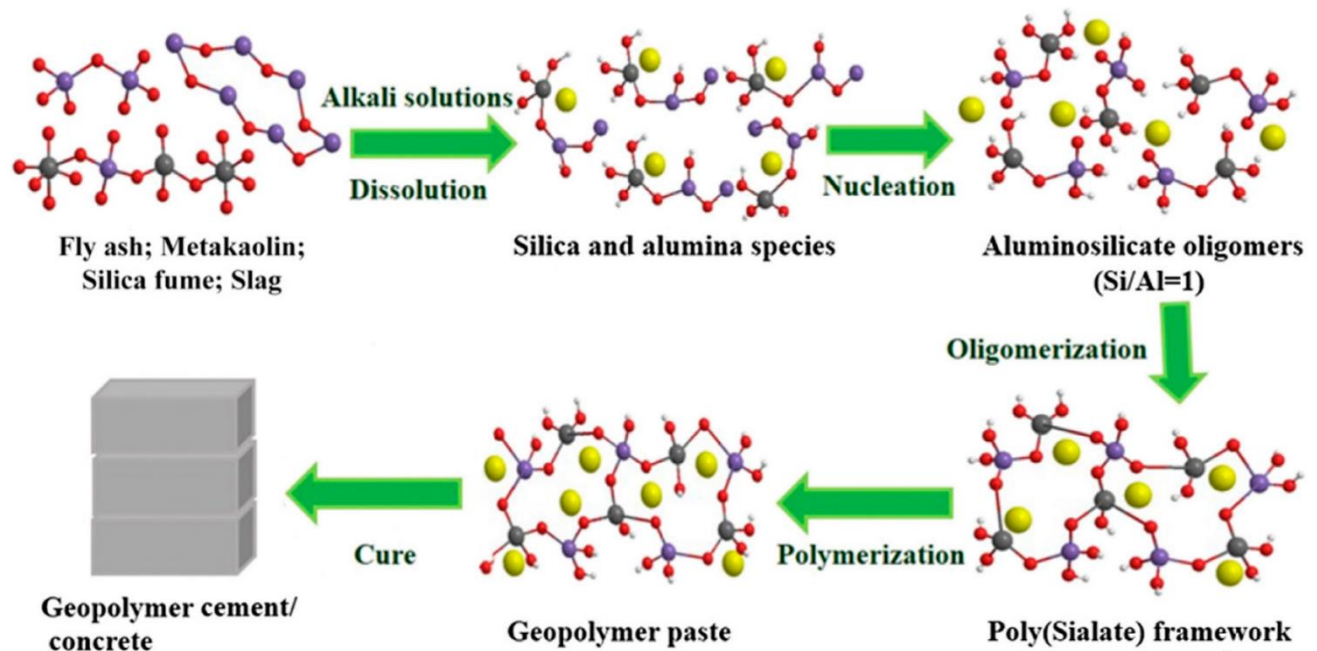 Alkali solutions
Dissolution
Nucleation
Fly ash; Metakaolin;
Silica fume; Slag
Silica and alumina species
Aluminosilicate oligomers
(Si/Al=1)
Oligomerization
Cure
Polymerization
Geopolymer cement/
concrete
Geopolymer paste
Poly(Sialate) framework